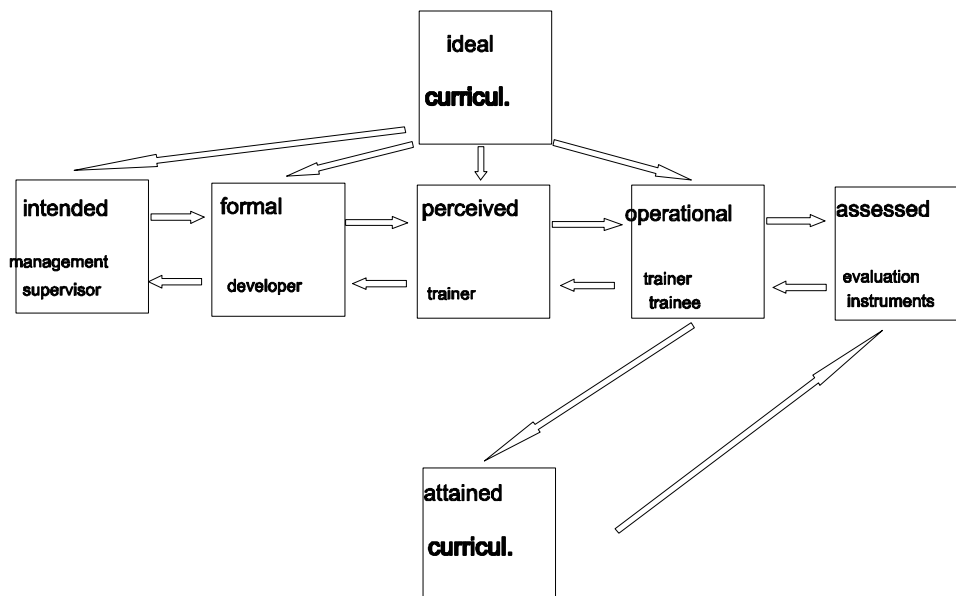 ideal
curricul.
intended
management
supervisor
formal
developer
perceived
trainer
operational
trainer
trainee
assessed
evaluation
instruments
attained
curricul.